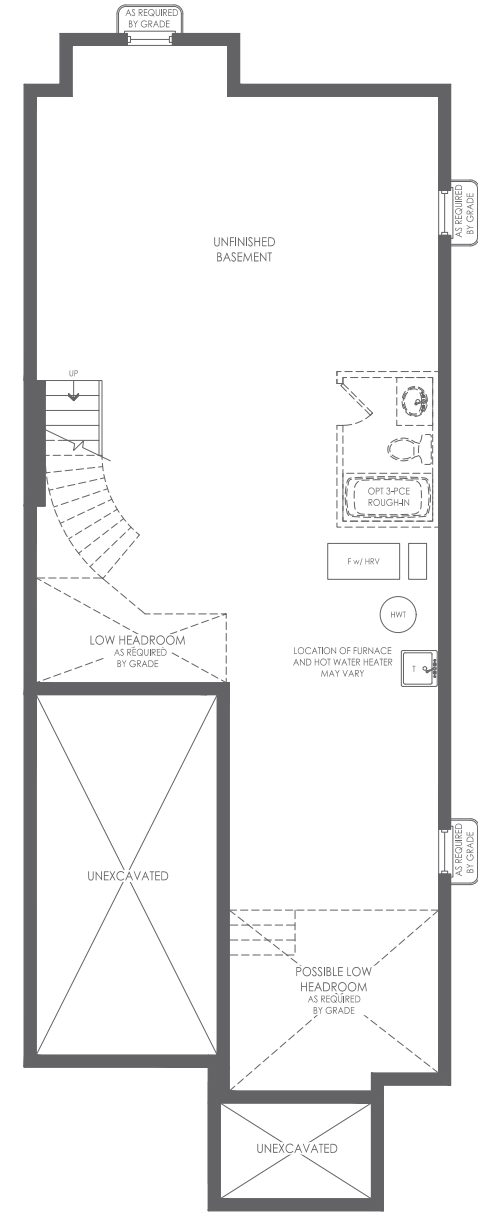 AS REQUIRED
BY GRADE
AS REQUIRED
BY GRADE
UNFINISHED
BASEMENT
UP
OPT 3-PCE
ROUGH-IN
F w/ HRV
HWT
LOW HEADROOM
AS REQUIRED
BY GRADE
LOCATION OF FURNACE
AND HOT WATER HEATER
MAY VARY
T
UNEXCAVATED
AS REQUIRED
BY GRADE
POSSIBLE LOW
HEADROOM
AS REQUIRED
BY GRADE
UNEXCAVATED